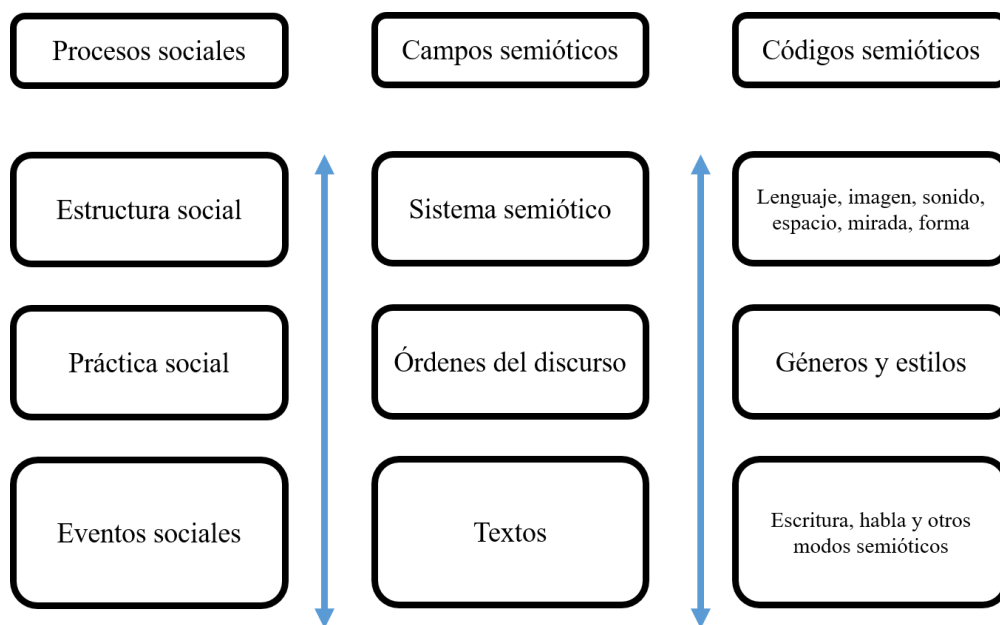 Procesos sociales
Campos semióticos
Códigos semióticos
Estructura social
Sistema semiótico
Lenguaje, imagen, sonido,
espacio, mirada, forma
Práctica social
Órdenes del discurso
Géneros y estilos
Eventos sociales
Textos
Escritura, habla y otros
modos semióticos